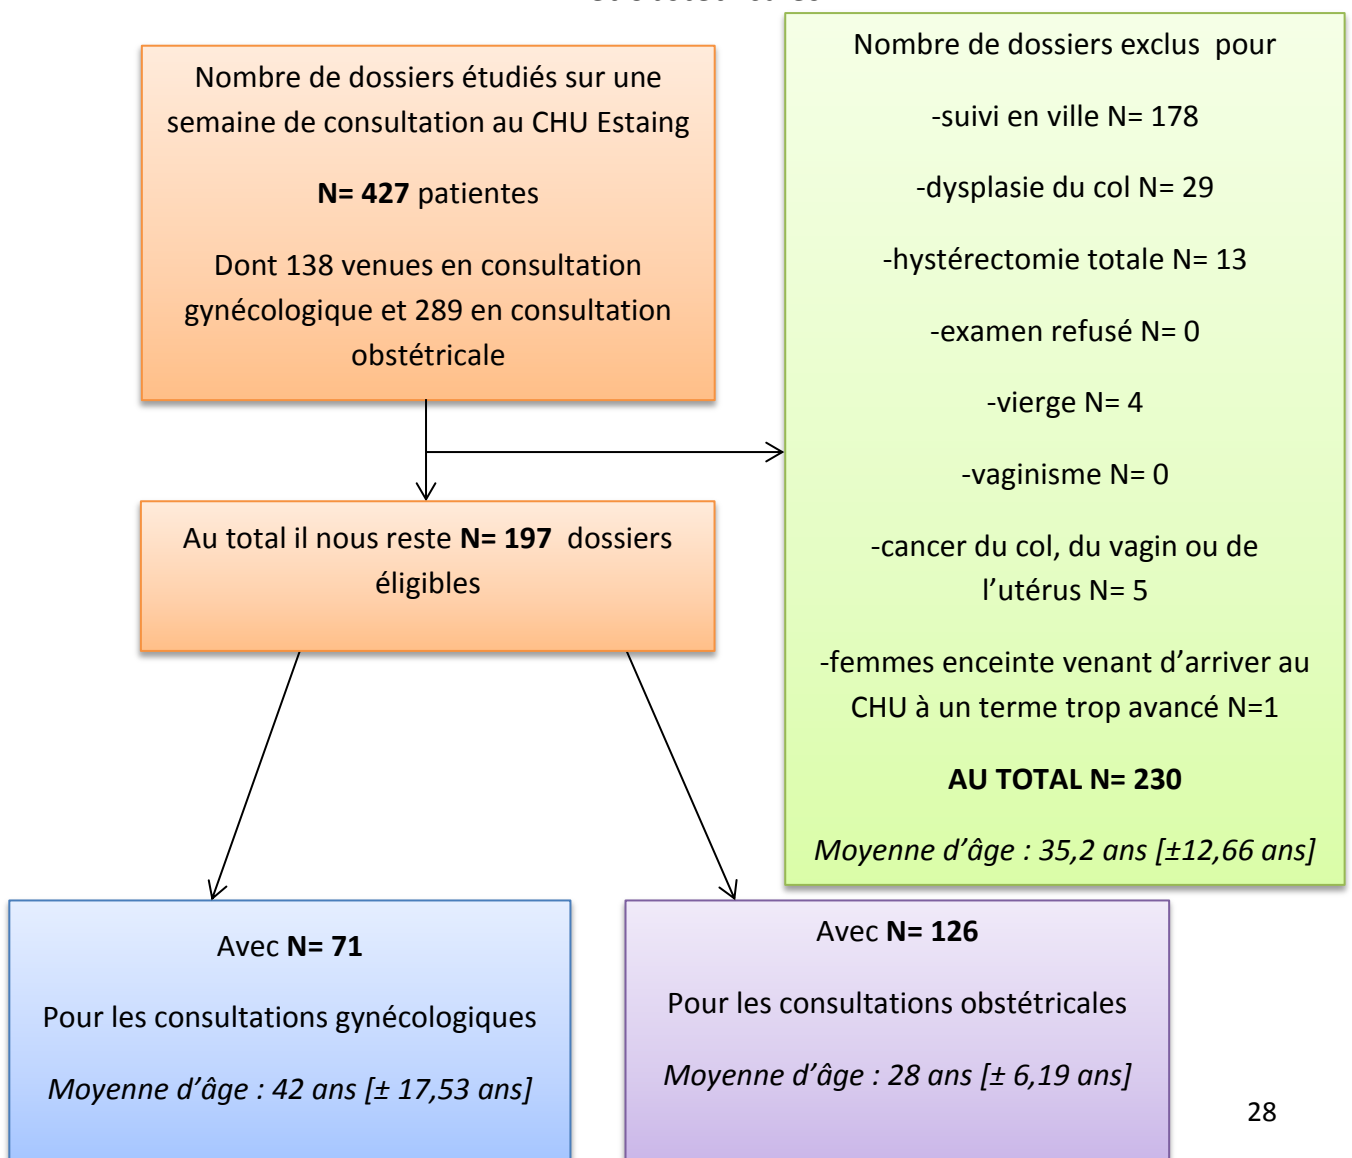 Nombre de dossiers étudiés sur une
semaine de consultation au CHU Estaing
N= 427 patientes
Dont 138 venues en consultation
gynécologique et 289 en consultation
obstétricale
Nombre de dossiers exclus pour
-suivi en ville N= 178
-dysplasie du col N= 29
-hystérectomie totale N= 13
-examen refusé N= 0
-vierge N= 4
-vaginisme N= 0
-cancer du col, du vagin ou de
l’utérus N= 5
-femmes enceinte venant d’arriver au
CHU à un terme trop avancé N=1
AU TOTAL N= 230
Moyenne d’âge : 35,2 ans [±12,66 ans]
Au total il nous reste N= 197 dossiers
éligibles
Avec N= 71
Pour les consultations gynécologiques
Moyenne d’âge : 42 ans [± 17,53 ans]
Avec N= 126
Pour les consultations obstétricales
Moyenne d’âge : 28 ans [± 6,19 ans]
28